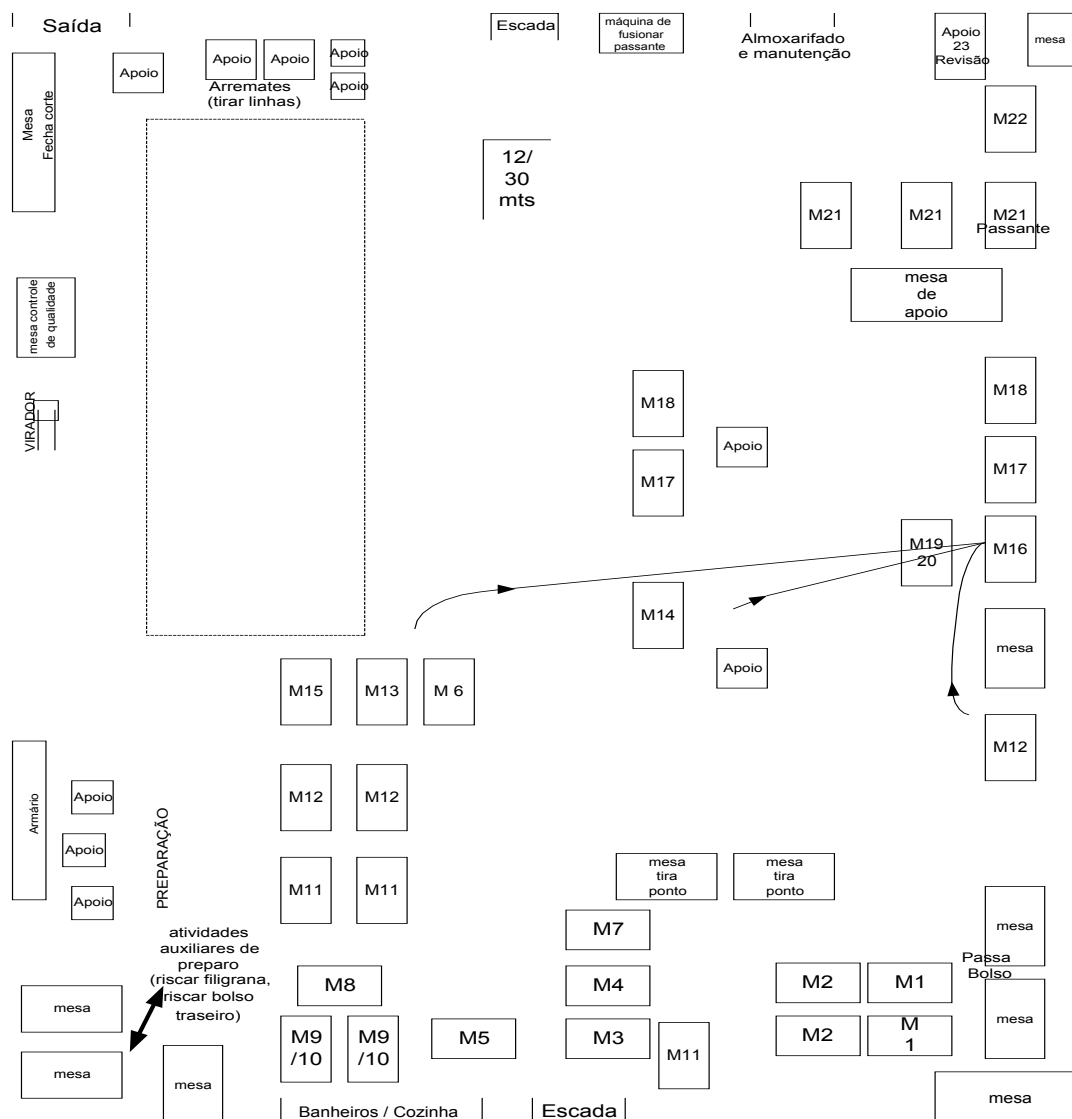 Saída
Escada
máquina de
fusionar
passante
Almoxarifado
e manutenção
Apoio
23
Revisão
mesa
Mesa
Fecha corte
Apoio
Apoio
Apoio
Apoio
Apoio
Arremates
(tirar linhas)
M22
12/
30
mts
M21
M21
M21
Passante
mesa
de
apoio
mesa controle
de qualidade
VIRADOR
M18
M18
Apoio
M17
M17
M19
20
M16
M14
mesa
Apoio
M15
M13
M 6
M12
Armário
Apoio
Apoio
Apoio
PREPARAÇÃO
M12
M12
M11
M11
mesa
tira
ponto
mesa
tira
ponto
mesa
M7
atividades
auxiliares de
preparo
(riscar filigrana,
riscar bolso
traseiro)
Passa
Bolso
M8
M4
M2
M1
mesa
mesa
M9
/10
M9
/10
M5
M3
M11
M2
M
1
mesa
mesa
mesa
mesa
Banheiros / Cozinha
Escada